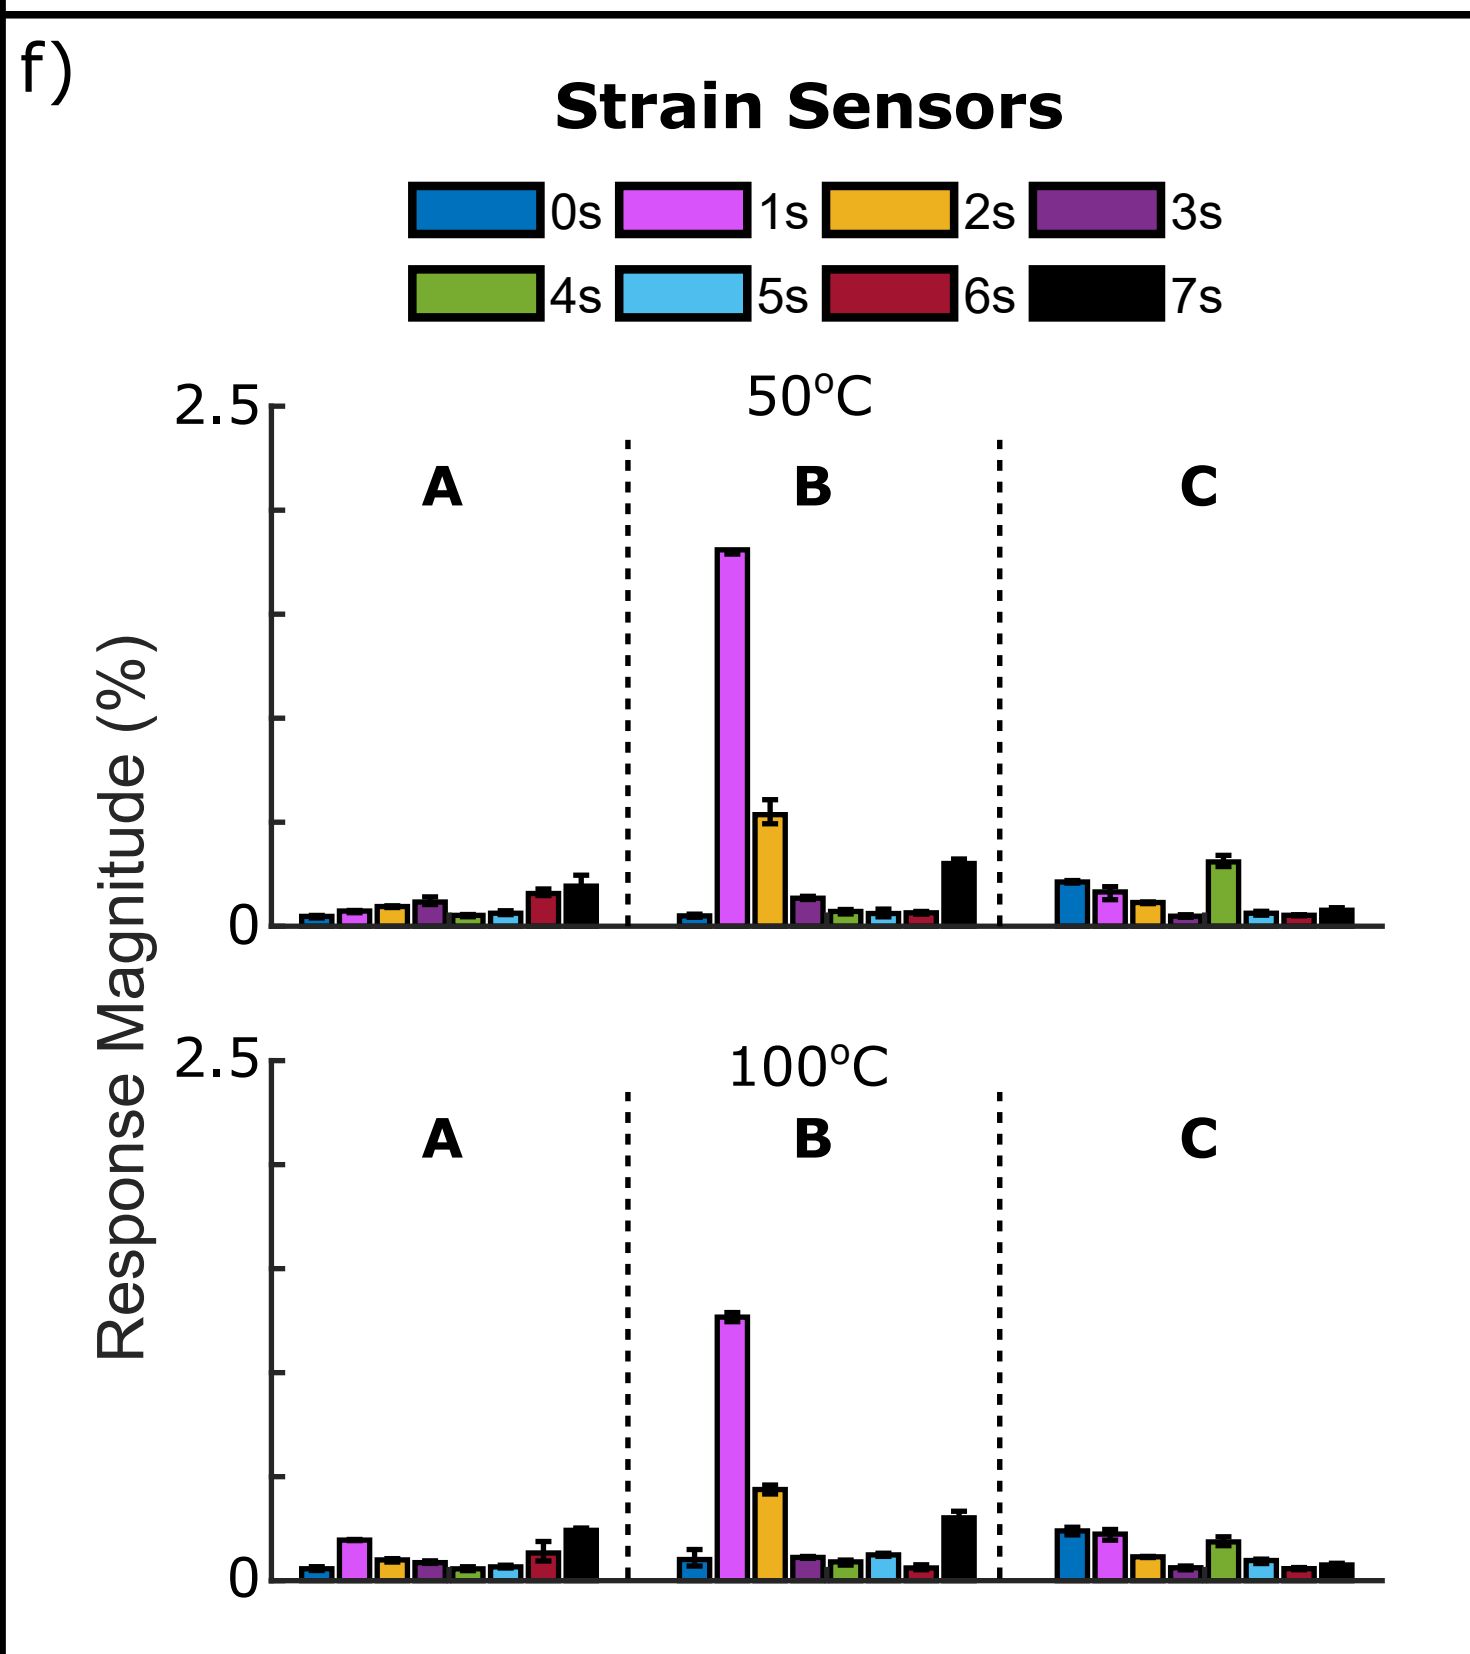 f)
Strain Sensors
0s 1s 2s 3s
4s 5s 6s 7s
Response Magnitude (%)
50°C
2.5
A B C
0
100°C
2.5
A B C
0